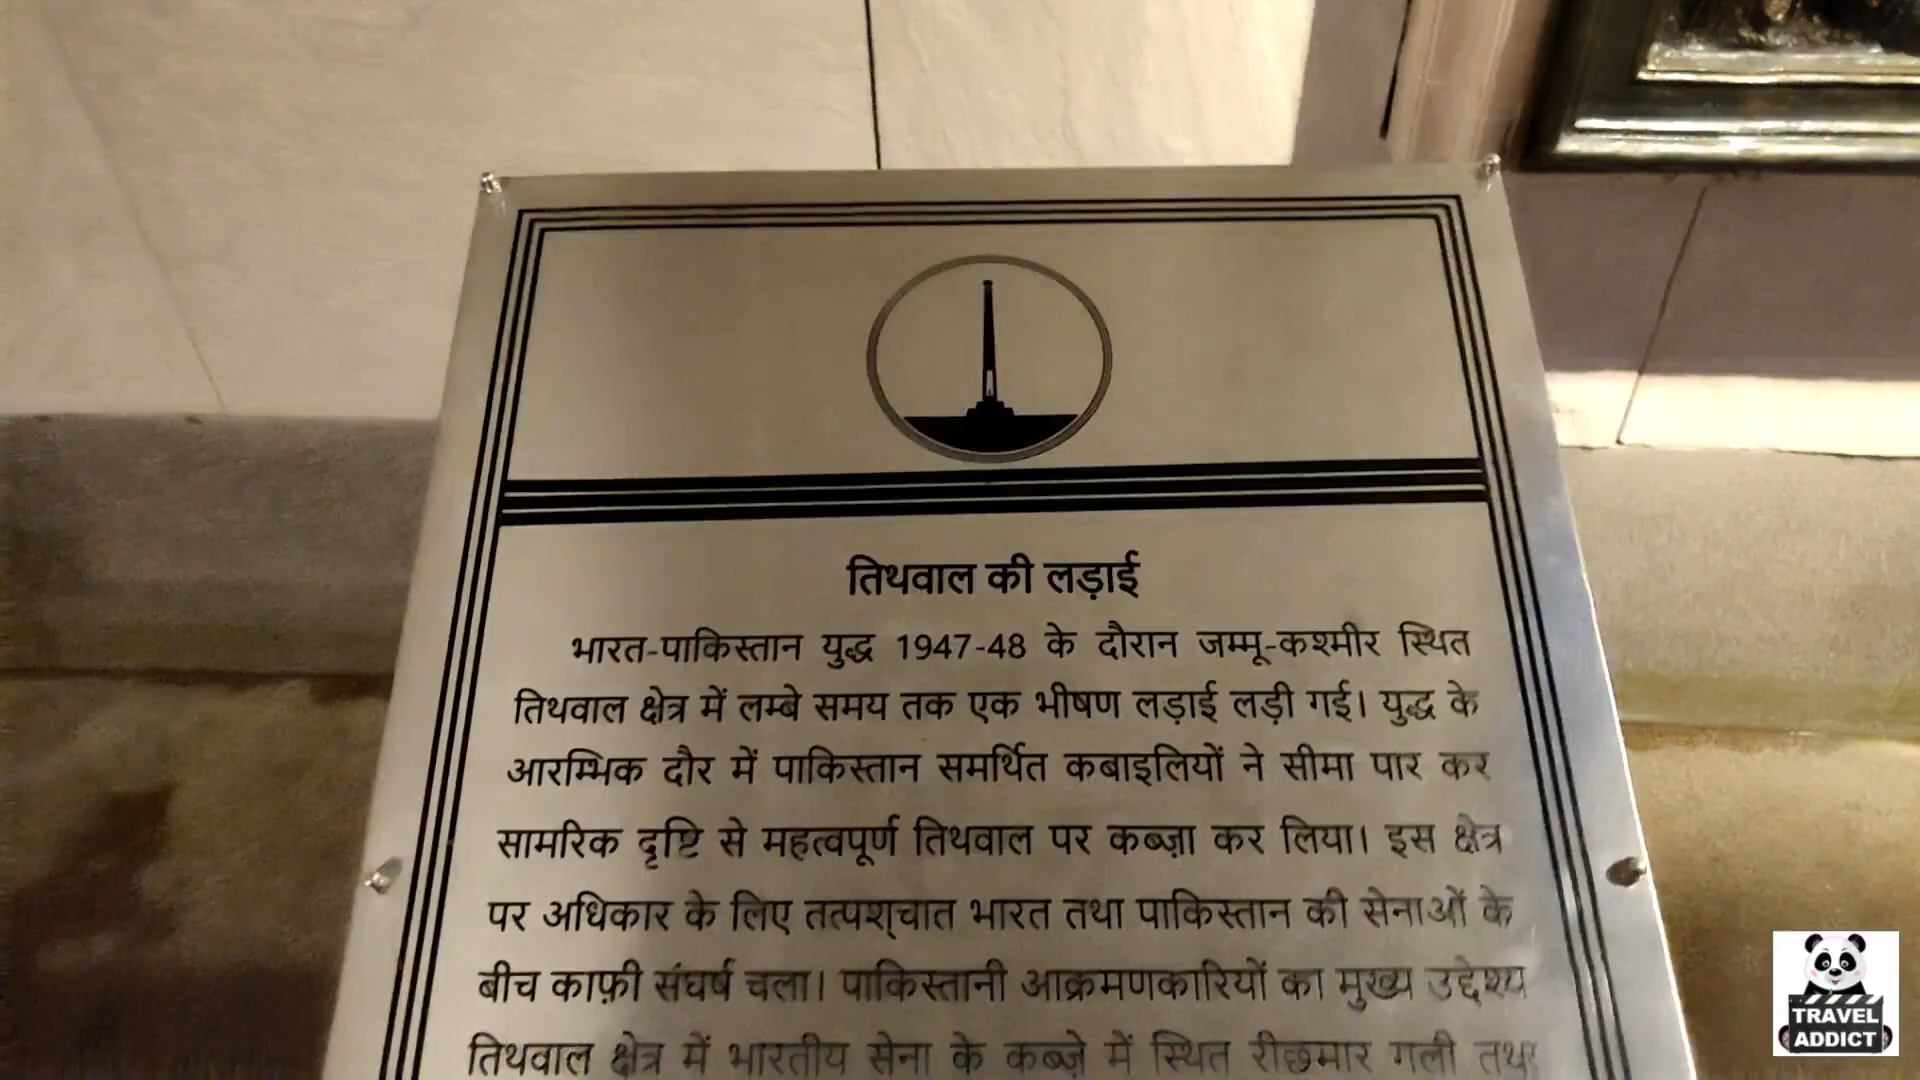 तिथवाल की लड़ाई
भारत-पाकिस्तान युद्ध 1947-48 के दौरान जम्मू-कश्मीर स्थित
तिथवाल क्षेत्र में लम्बे समय तक एक भीषण लड़ाई लड़ी गई। युद्ध के
आरम्भिक दौर में पाकिस्तान समर्थित कबाइलियों ने सीमा पार कर
सामरिक दृष्टि से महत्वपूर्ण तिथवाल पर कब्ज़ा कर लिया। इस क्षेत्र
पर अधिकार के लिए तत्पश्चात भारत तथा पाकिस्तान की सेनाओं के
बीच काफ़ी संघर्ष चला। पाकिस्तानी आक्रमणकारियों का मुख्य उद्देश्य
तिथवाल क्षेत्र में भारतीय सेना के कब्ज़े में स्थित रीछमार गली तथा
TRAVEL
ADDICT